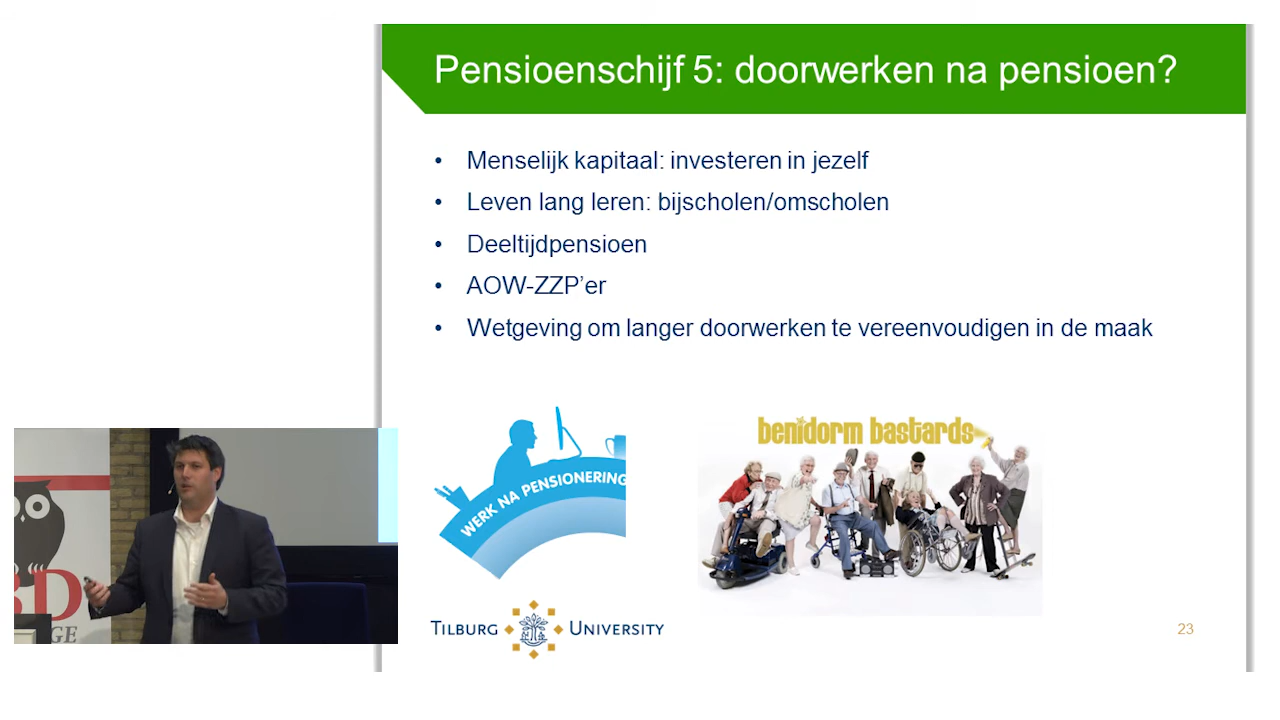 Pensioenschijf 5: doorwerken na pensioen?
• Menselijk kapitaal: investeren in jezelf
• Leven lang leren: bijscholen/omscholen
• Deeltijdpensioen
• AOW-ZZP'er
• Wetgeving om langer doorwerken te vereenvoudigen in de maak
WERK NA PENSIONERING
benidorm bastards
TILBURG UNIVERSITY
23